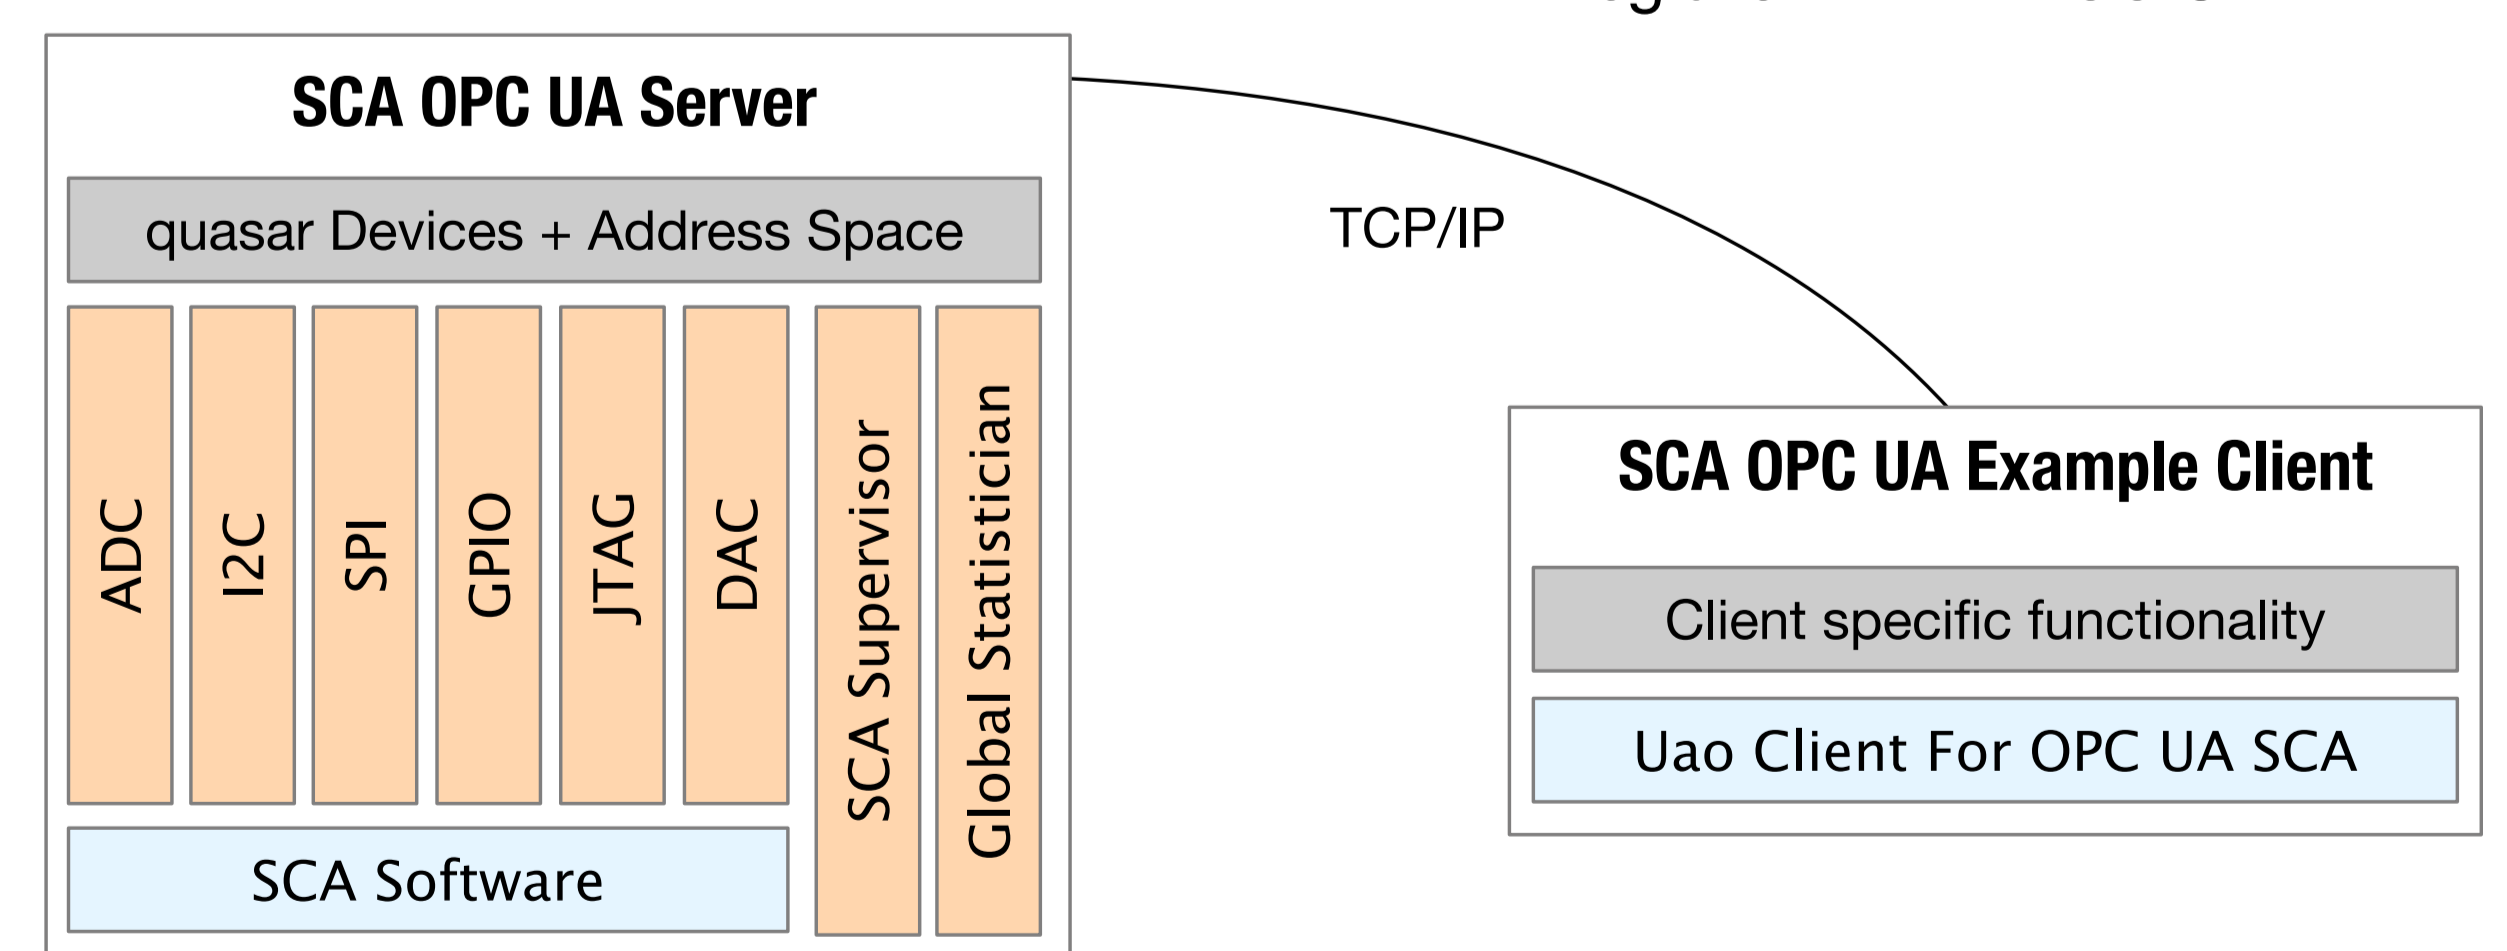 SCA OPC UA Server
quasar Devices + Address Space
TCP/IP
ADC
I2C
SPI
GPIO
JTAG
DAC
SCA Supervisor
Global Statistician
SCA Software
SCA OPC UA Example Client
Client specific functionality
Uao Client For OPC UA SCA